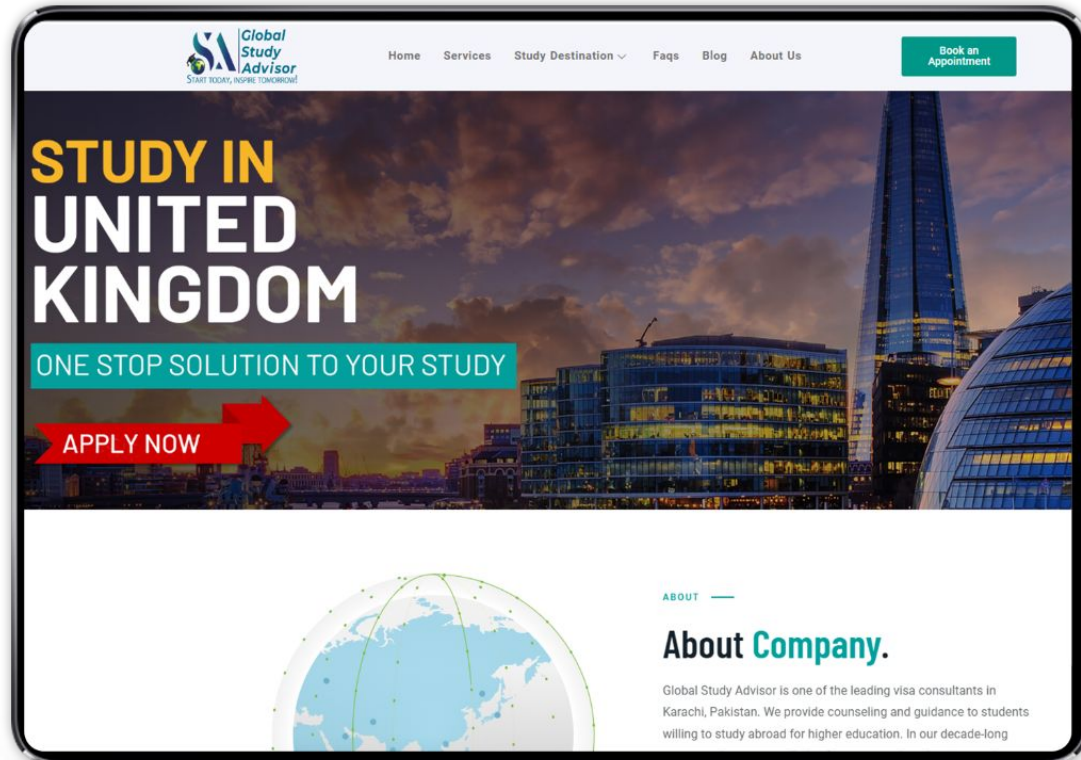 SA
Global
Study
Advisor
START TODAY, INSPIRE TOMORROW!
Home Services Study Destination Faqs Blog About Us
Book an
Appointment
STUDY IN
UNITED
KINGDOM
ONE STOP SOLUTION TO YOUR STUDY
APPLY NOW
ABOUT
About Company.
Global Study Advisor is one of the leading visa consultants in
Karachi, Pakistan. We provide counseling and guidance to students
willing to study abroad for higher education. In our decade-long